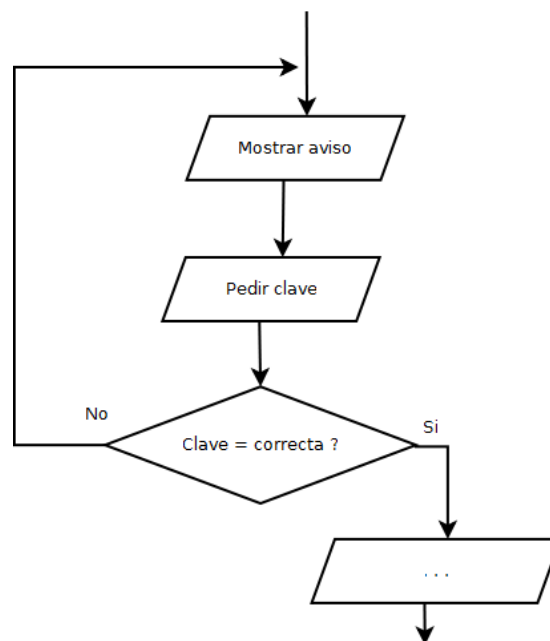 Mostrar aviso
Pedir clave
No
Clave = correcta ?
Si
. . .